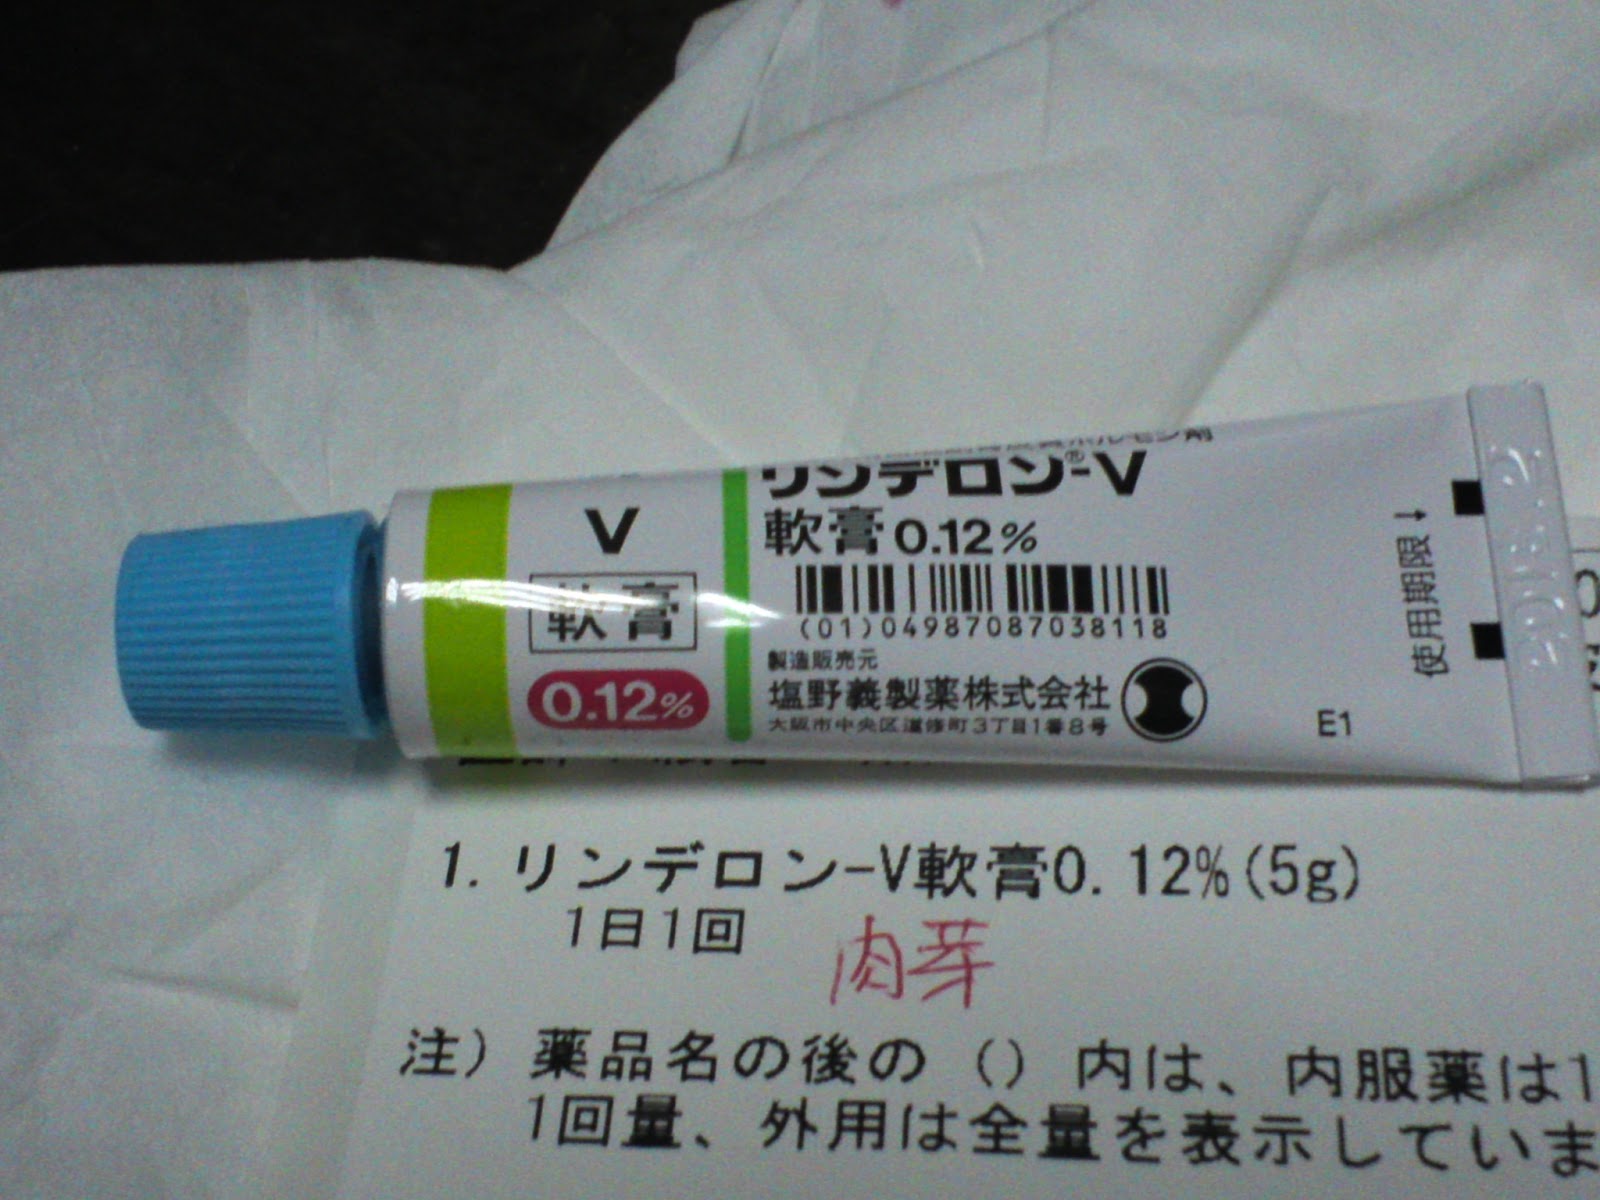 リンデロン®-V
軟膏0.12%
V
軟膏
0.12%
(01)04987087038118
製造販売元
塩野義製薬株式会社
大阪市中央区道修町3丁目1番8号
使用期限↓
E1
1. リンデロン-V軟膏0.12%(5g)
1日1回
肉芽
注) 薬品名の後の () 内は、内服薬は1
1回量、外用は全量を表示していま